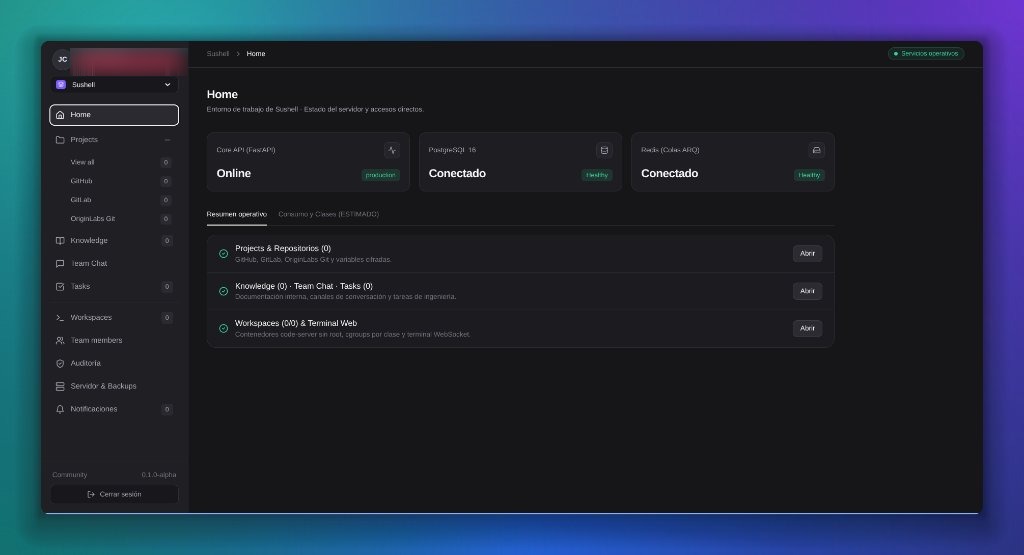 JC
Sushell
Home
Projects
View all 0
GitHub 0
GitLab 0
OriginLabs Git 0
Knowledge 0
Team Chat
Tasks 0
Workspaces 0
Team members
Auditoría
Servidor & Backups
Notificaciones 0
Community 0.1.0-alpha
Cerrar sesión
Sushell > Home
Servicios operativos
Home
Entorno de trabajo de Sushell · Estado del servidor y accesos directos.
Core API (FastAPI)
Online production
PostgreSQL 16
Conectado Healthy
Redis (Colas ARQ)
Conectado Healthy
Resumen operativo Consumo y Clases (ESTIMADO)
Projects & Repositorios (0)
GitHub, GitLab, OriginLabs Git y variables cifradas.
Abrir
Knowledge (0) · Team Chat · Tasks (0)
Documentación interna, canales de conversación y tareas de ingeniería.
Abrir
Workspaces (0/0) & Terminal Web
Contenedores code-server sin root, cgroups por clase y terminal WebSocket.
Abrir